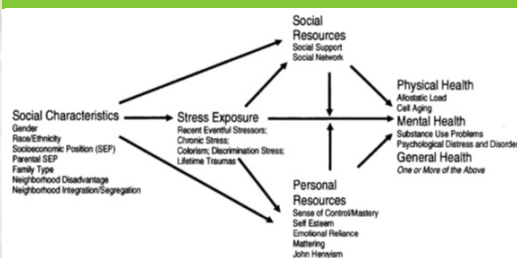 Social
Resources
Social Support
Social Network
Physical Health
Allostatic Load
Cell Aging
Mental Health
Substance Use Problems
Psychological Distress and Disorder
General Health
One or More of the Above
Social Characteristics
Gender
Race/Ethnicity
Socioeconomic Position (SEP)
Parental SEP
Family Type
Neighborhood Disadvantage
Neighborhood Integration/Segregation
Stress Exposure
Recent Eventful Stressors;
Chronic Stress;
Colorism; Discrimination Stress;
Lifetime Traumas
Personal
Resources
Sense of Control/Mastery
Self Esteem
Emotional Reliance
Mattering
John Henryism